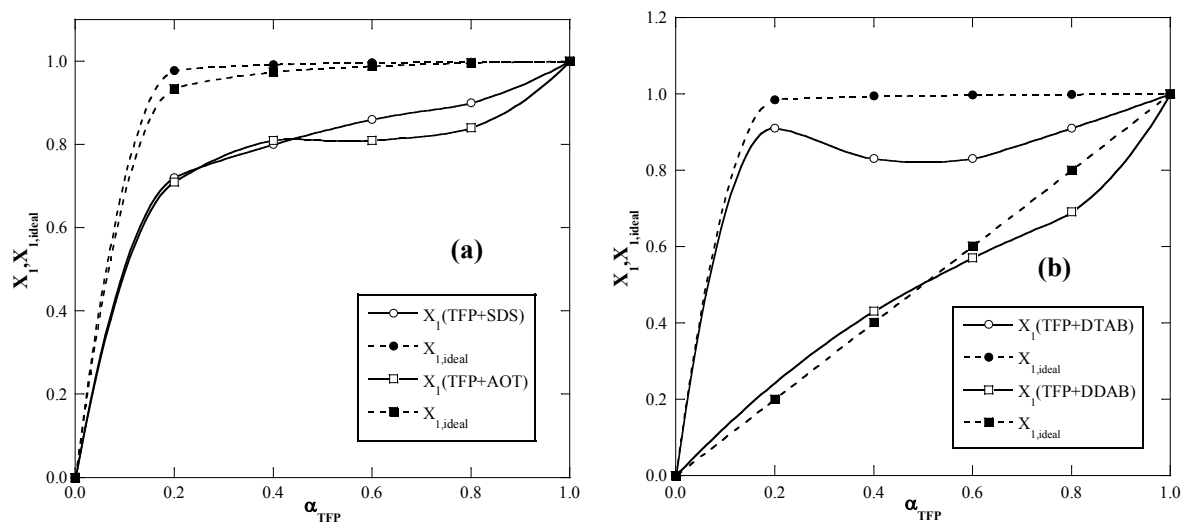 X1,X1,ideal
1.0
0.8
0.6
0.4
0.2
0.0
(a)
X1(TFP+SDS)
X1,ideal
X1(TFP+AOT)
X1,ideal
0.0 0.2 0.4 0.6 0.8 1.0
αTFP
X1,X1,ideal
1.2
1.0
0.8
0.6
0.4
0.2
0.0
(b)
X1(TFP+DTAB)
X1,ideal
X1(TFP+DDAB)
X1,ideal
0.0 0.2 0.4 0.6 0.8 1.0
αTFP